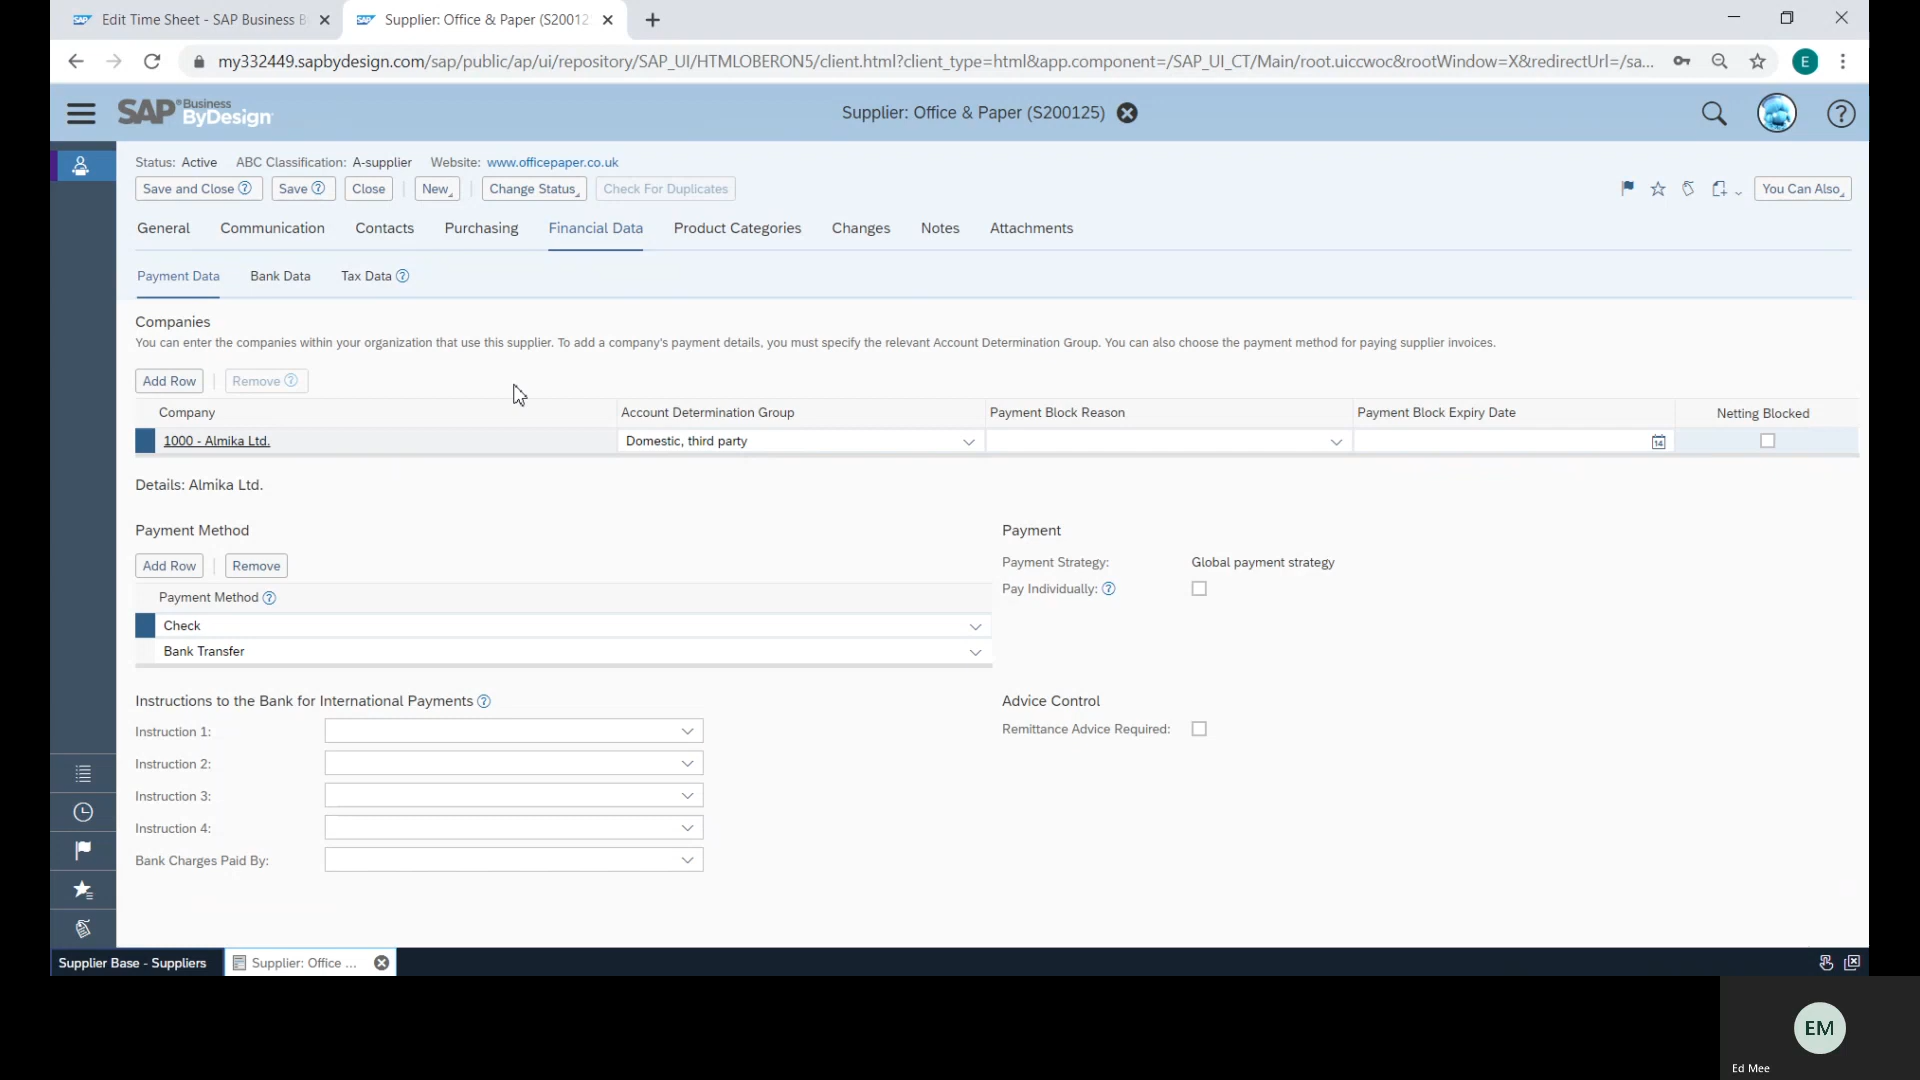 Edit Time Sheet - SAP Business B
Supplier: Office & Paper (S20012
my332449.sapbydesign.com/sap/public/ap/ui/repository/SAP_UI/HTMLOBERON5/client.html?client_type=html&app.component=/SAP_UI_CT/Main/root.uiccwoc&rootWindow=X&redirectUrl=/sa...
E
SAP Business ByDesign
Supplier: Office & Paper (S200125)
Status: Active ABC Classification: A-supplier Website: www.officepaper.co.uk
Save and Close Save Close New Change Status Check For Duplicates You Can Also
General Communication Contacts Purchasing Financial Data Product Categories Changes Notes Attachments
Payment Data Bank Data Tax Data
Companies
You can enter the companies within your organization that use this supplier. To add a company's payment details, you must specify the relevant Account Determination Group. You can also choose the payment method for paying supplier invoices.
Add Row Remove
Company Account Determination Group Payment Block Reason Payment Block Expiry Date Netting Blocked
1000 - Almika Ltd. Domestic, third party 14
Details: Almika Ltd.
Payment Method Payment
Add Row Remove Payment Strategy: Global payment strategy
Pay Individually:
Payment Method
Check
Bank Transfer
Instructions to the Bank for International Payments Advice Control
Instruction 1: Remittance Advice Required:
Instruction 2:
Instruction 3:
Instruction 4:
Bank Charges Paid By:
Supplier Base - Suppliers Supplier: Office ...
EM
Ed Mee